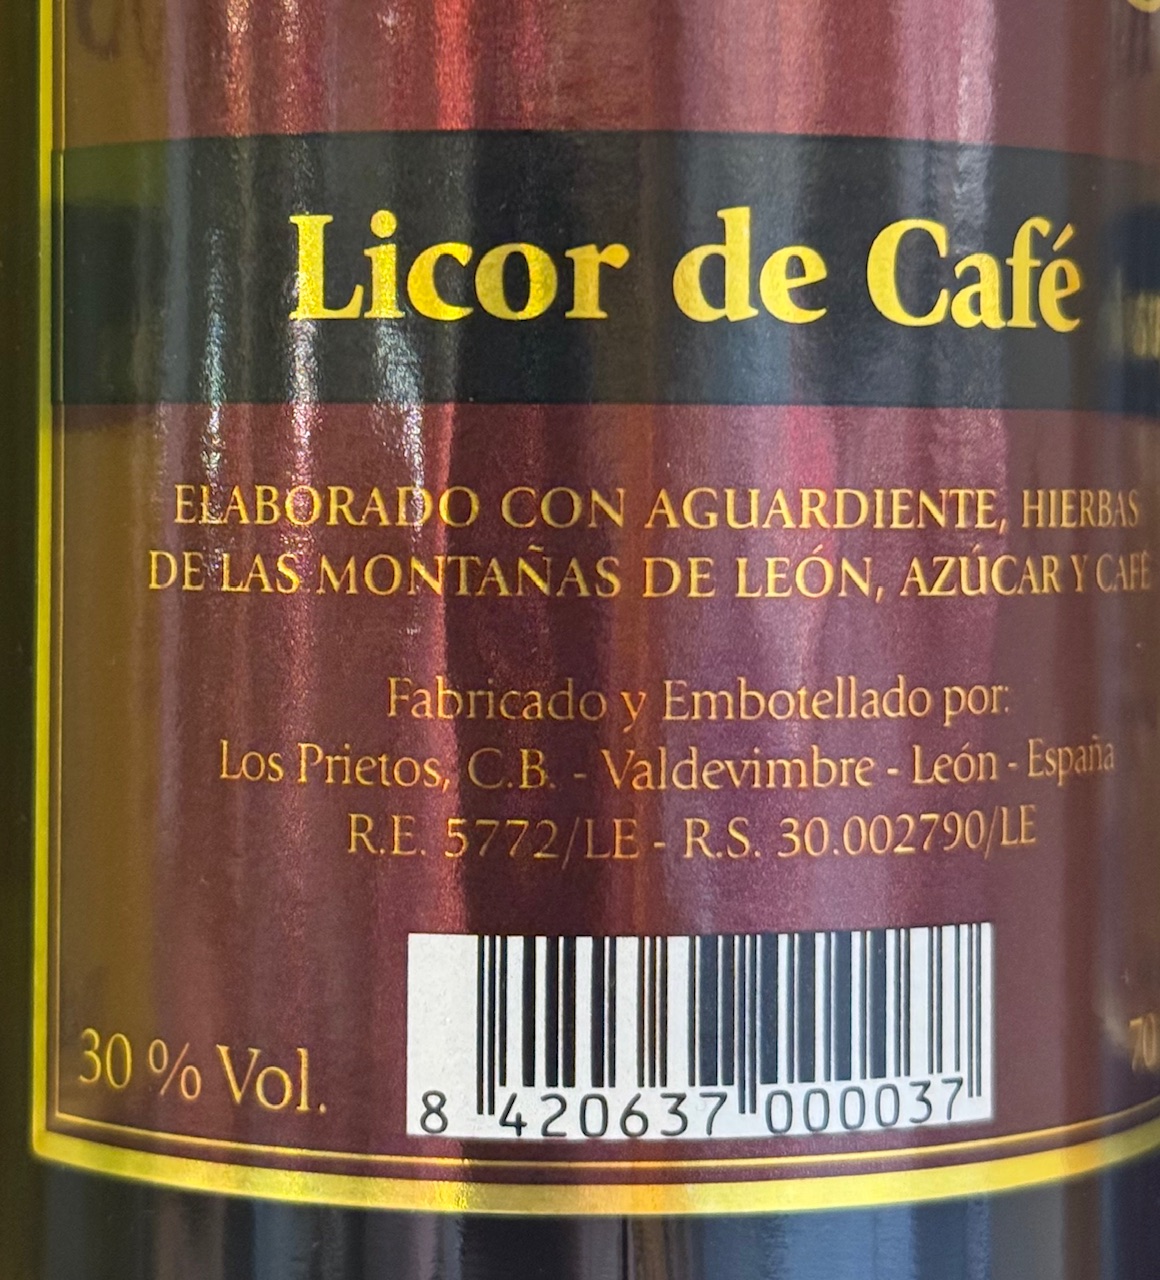 Licor de Café
ELABORADO CON AGUARDIENTE, HIERBAS
DE LAS MONTAÑAS DE LEÓN, AZÚCAR Y CAFÉ
Fabricado y Embotellado por:
Los Prietos, C.B. - Valdevimbre - León - España
R.E. 5772/LE - R.S. 30.002790/LE
30 % Vol.
70
8 420637 000037